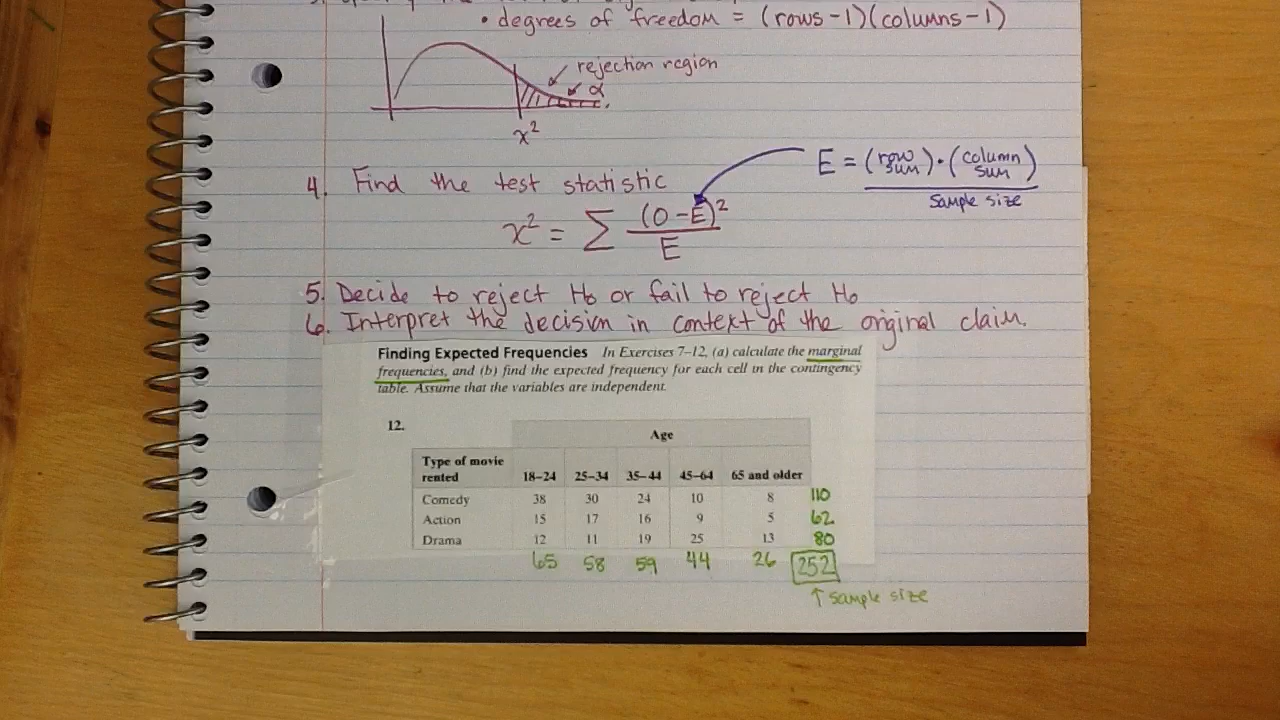 • degrees of freedom = (rows-1)(columns-1)
rejection region
α
x²
E = (row sum)·(column sum)
sample size
4. Find the test statistic
x² = Σ (O-E)²
E
5. Decide to reject Ho or fail to reject Ho
6. Interpret the decision in context of the original claim.
Finding Expected Frequencies In Exercises 7–12, (a) calculate the marginal
frequencies, and (b) find the expected frequency for each cell in the contingency
table. Assume that the variables are independent.
12.
Age
Type of movie
rented 18–24 25–34 35–44 45–64 65 and older
Comedy 38 30 24 10 8 110
Action 15 17 16 9 5 62
Drama 12 11 19 25 13 80
65 58 59 44 26 252
↑ sample size